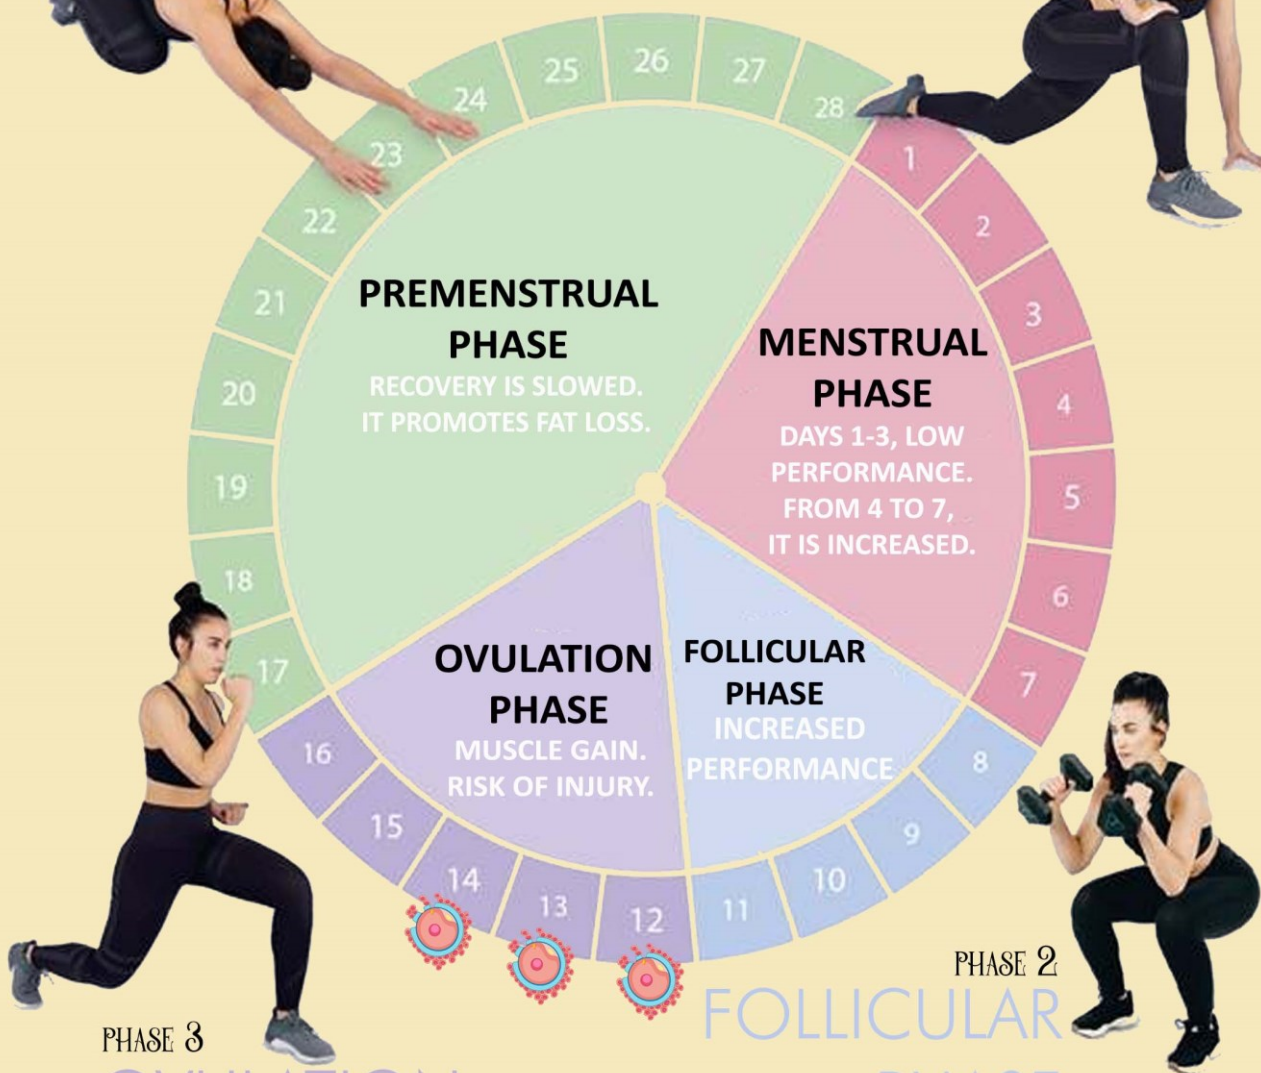 24
25
26
27
28
23
1
22
2
21
3
20
4
19
5
18
6
17
7
PREMENSTRUAL
PHASE
RECOVERY IS SLOWED.
IT PROMOTES FAT LOSS.
MENSTRUAL
PHASE
DAYS 1-3, LOW
PERFORMANCE.
FROM 4 TO 7,
IT IS INCREASED.
OVULATION
PHASE
MUSCLE GAIN.
RISK OF INJURY.
FOLLICULAR
PHASE
INCREASED
PERFORMANCE
16
15
14
13
12
11
10
9
8
PHASE 2
FOLLICULAR
PHASE
PHASE 3
OVULATION